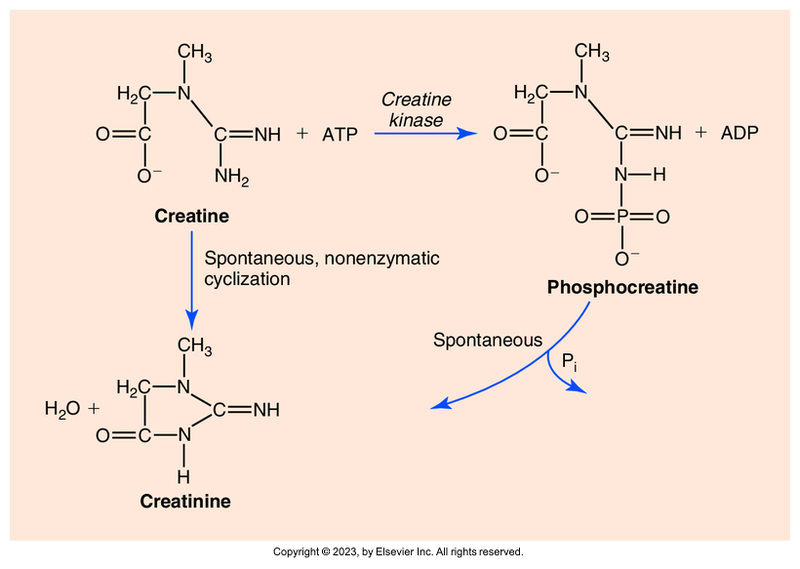 CH3
H2C—N
O=C
C=NH + ATP
O−
NH2
Creatine
Creatine
kinase
CH3
H2C—N
O=C
C=NH + ADP
O−
N—H
O=P=O
O−
Phosphocreatine
Spontaneous, nonenzymatic
cyclization
Spontaneous
Pi
CH3
H2C—N
H2O +
C=NH
O=C—N
H
Creatinine
Copyright © 2023, by Elsevier Inc. All rights reserved.